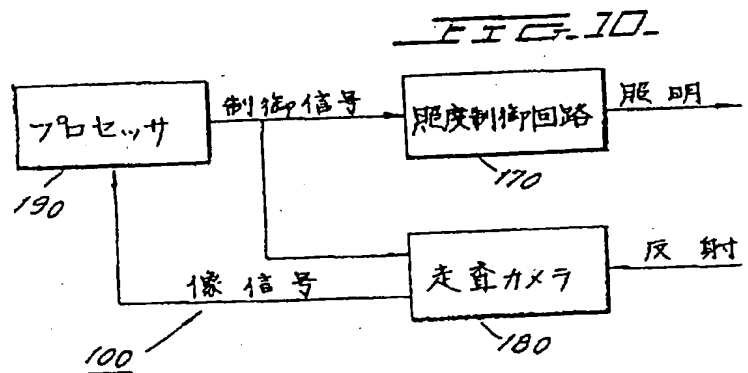 FIG-10-
プロセッサ
制御信号
照度制御回路
照明
190
170
像信号
走査カメラ
反射
100
180